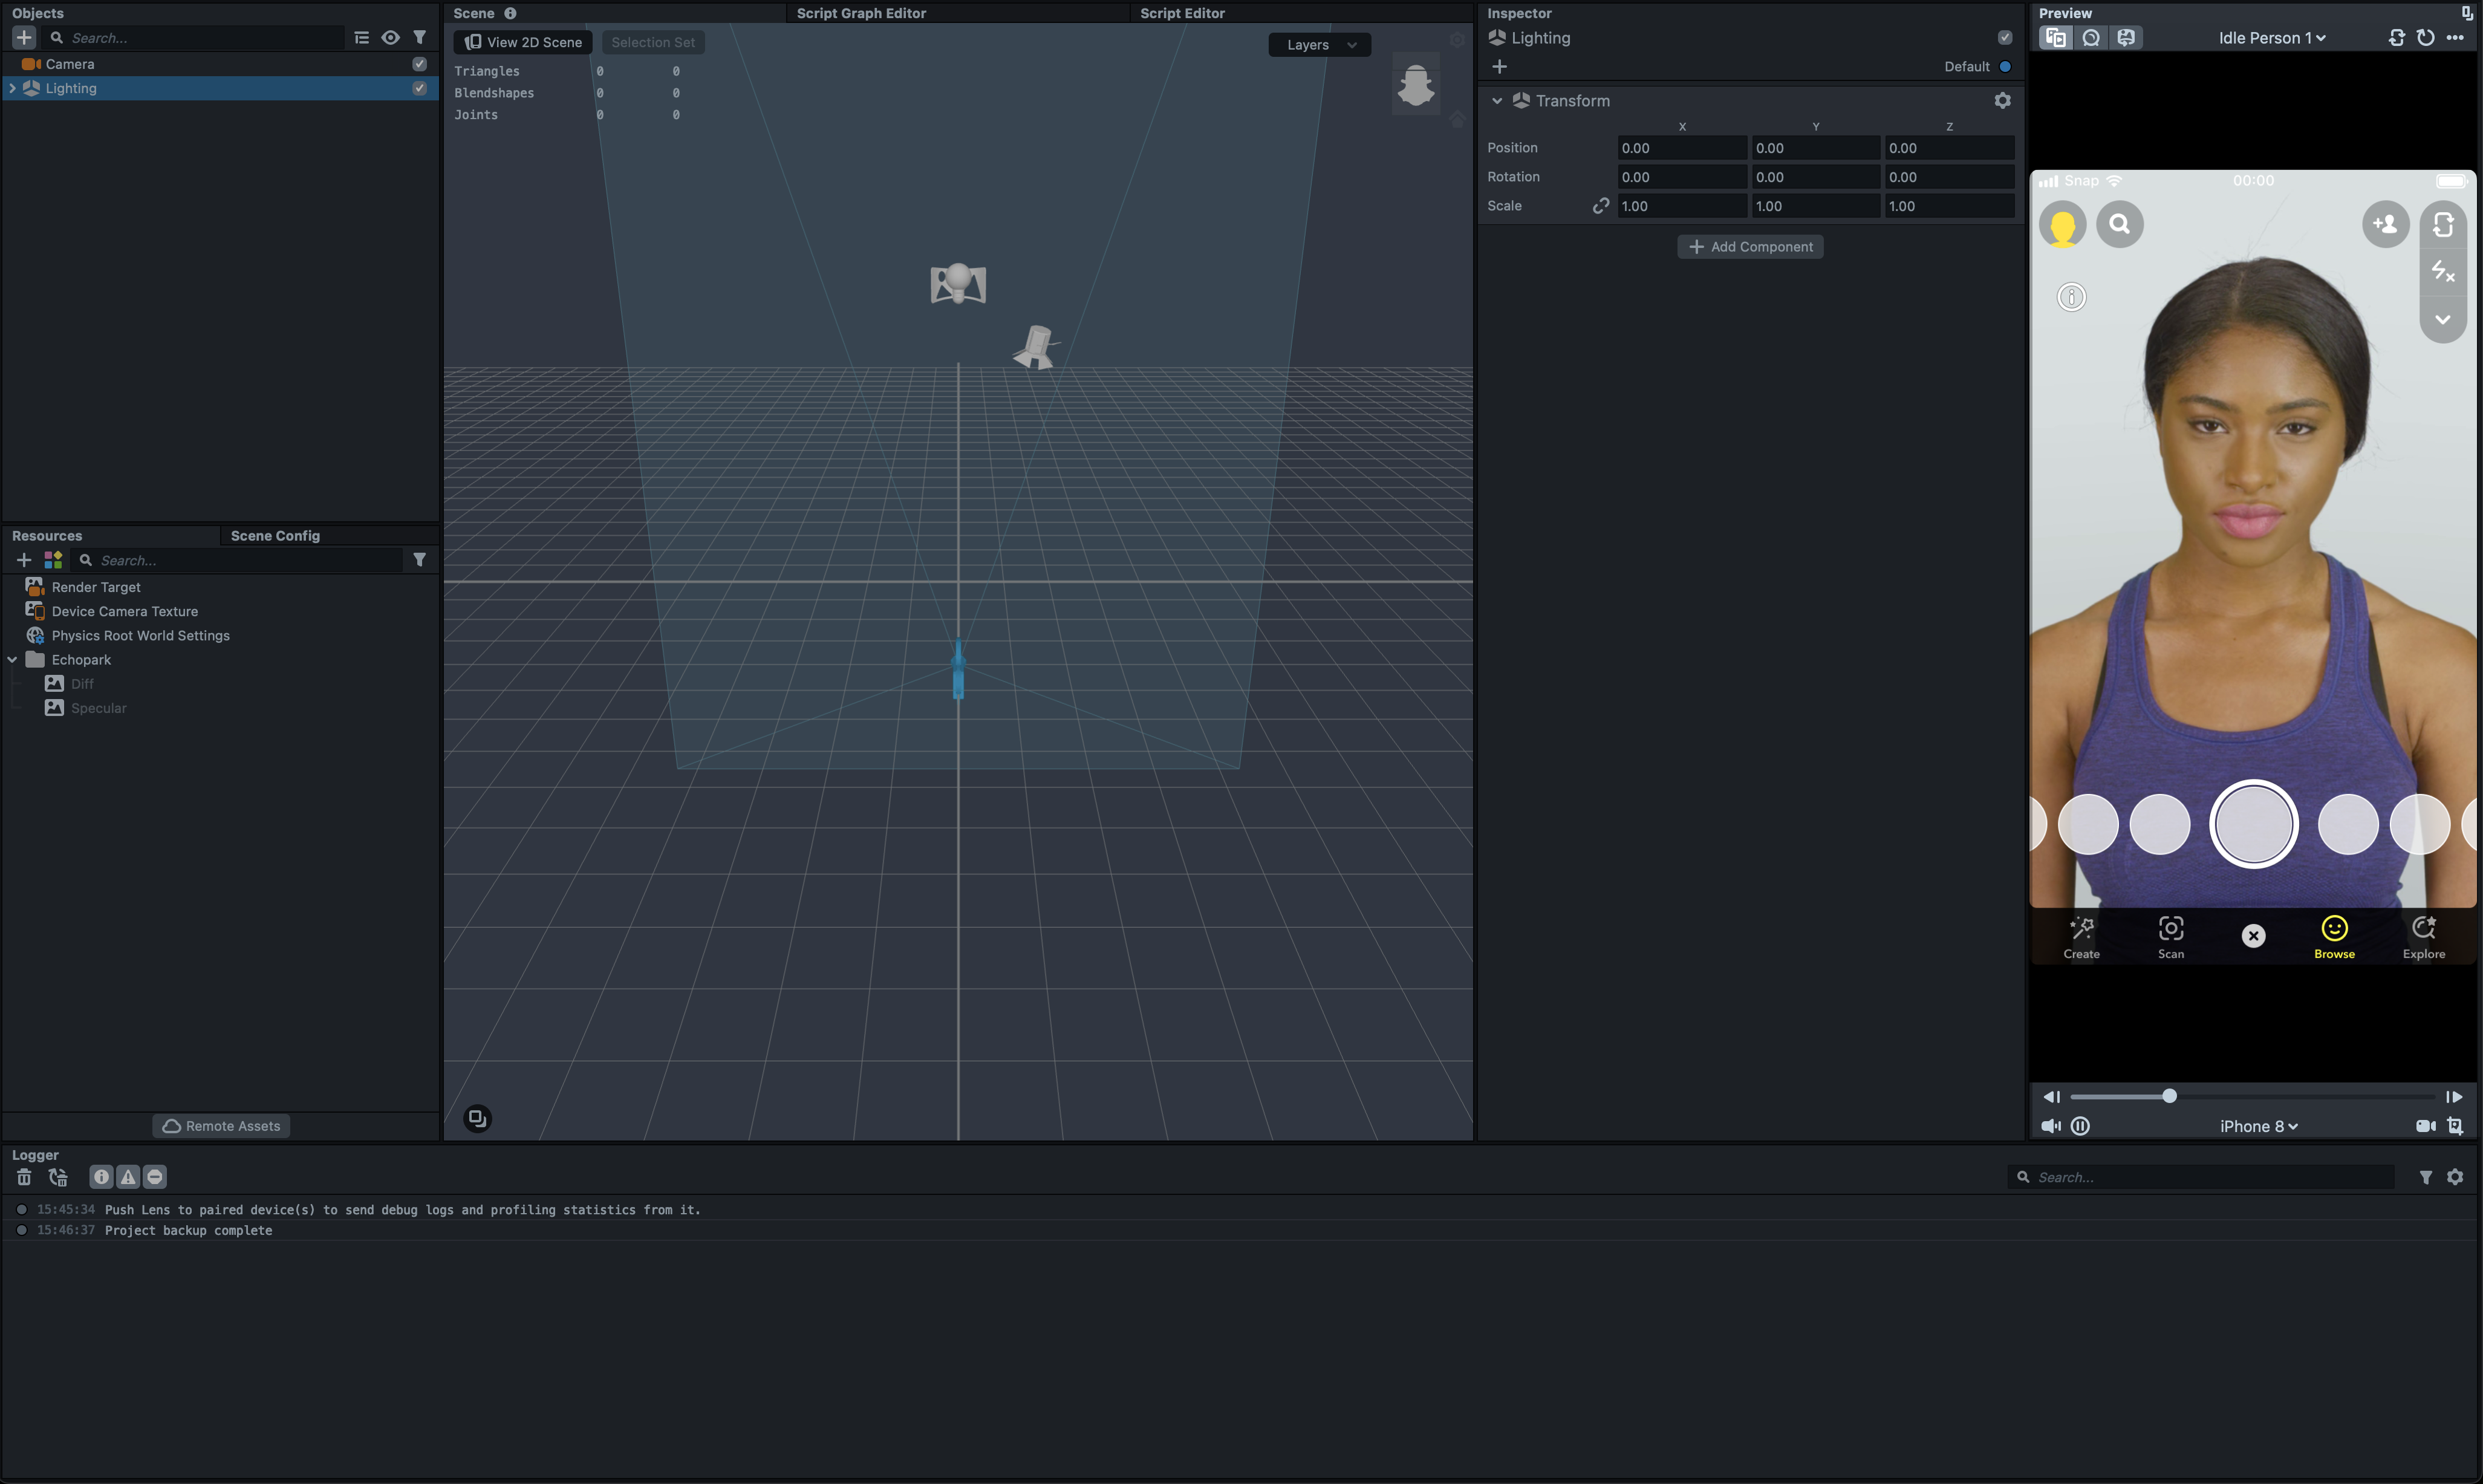 Objects
Search...
Camera
Lighting
Resources
Scene Config
Search...
Render Target
Device Camera Texture
Physics Root World Settings
Echopark
Diff
Specular
Remote Assets
Scene
Script Graph Editor
Script Editor
View 2D Scene
Selection Set
Layers
Triangles 0 0
Blendshapes 0 0
Joints 0 0
Inspector
Lighting
Default
Transform
X Y Z
Position 0.00 0.00 0.00
Rotation 0.00 0.00 0.00
Scale 1.00 1.00 1.00
Add Component
Preview
Idle Person 1
Snap 00:00
Create
Scan
Browse
Explore
iPhone 8
Logger
Search...
15:45:34 Push Lens to paired device(s) to send debug logs and profiling statistics from it.
15:46:37 Project backup complete